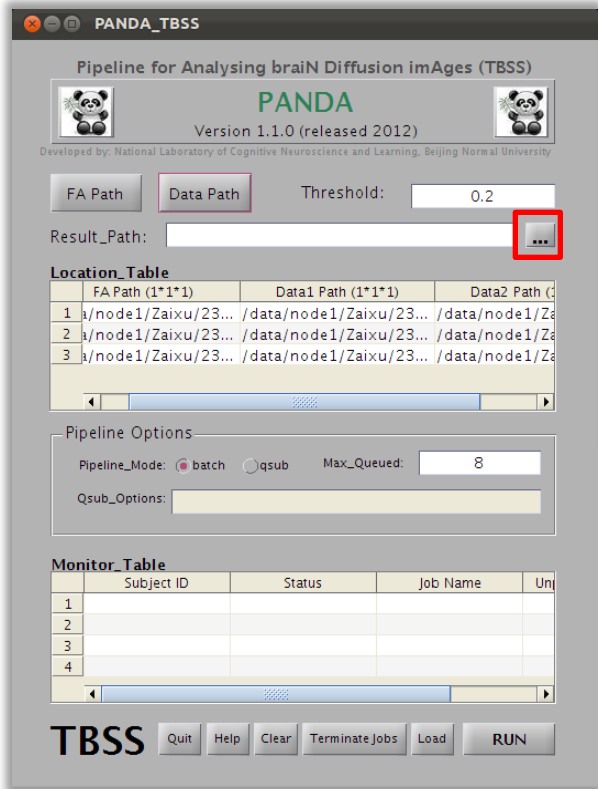 PANDA_TBSS
Pipeline for Analysing braiN Diffusion imAges (TBSS)
PANDA
Version 1.1.0 (released 2012)
Developed by: National Laboratory of Cognitive Neuroscience and Learning, Beijing Normal University
FA Path Data Path Threshold: 0.2
Result_Path: ...
Location_Table
FA Path (1*1*1) Data1 Path (1*1*1) Data2 Path (1
1 a/node1/Zaixu/23... /data/node1/Zaixu/23... /data/node1/Za
2 a/node1/Zaixu/23... /data/node1/Zaixu/23... /data/node1/Za
3 a/node1/Zaixu/23... /data/node1/Zaixu/23... /data/node1/Za
Pipeline Options
Pipeline_Mode: batch qsub Max_Queued: 8
Qsub_Options:
Monitor_Table
Subject ID Status Job Name Unp
1
2
3
4
TBSS Quit Help Clear Terminate Jobs Load RUN